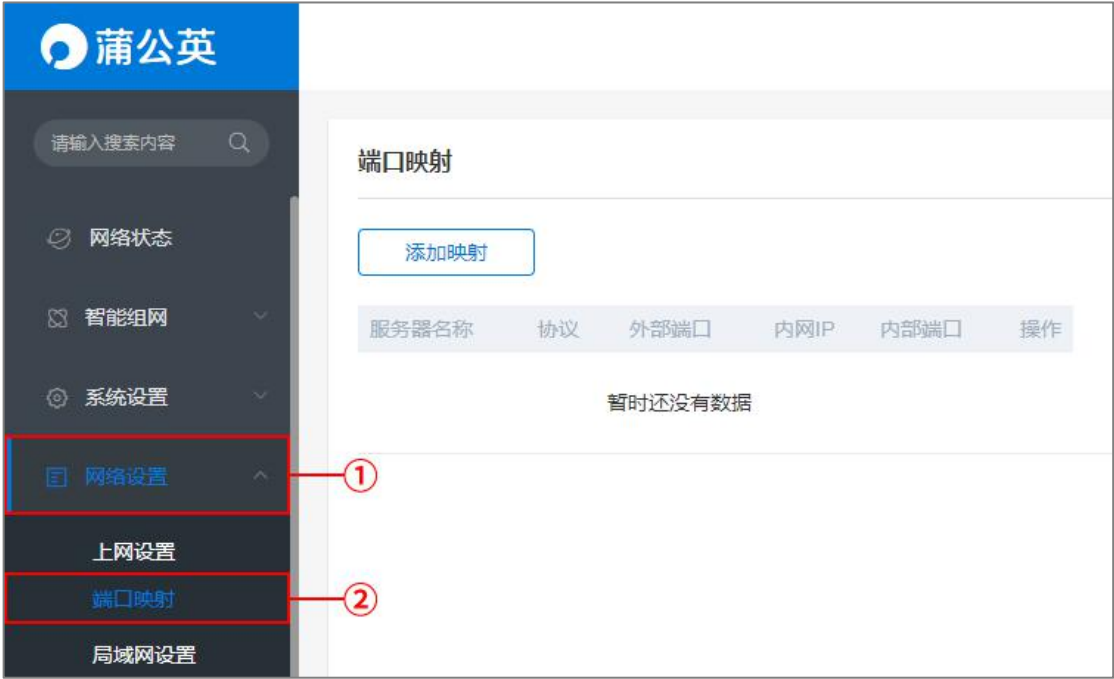 蒲公英
请输入搜索内容
网络状态
智能组网
系统设置
网络设置
上网设置
端口映射
局域网设置
①
②
端口映射
添加映射
服务器名称 协议 外部端口 内网IP 内部端口 操作
暂时还没有数据